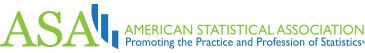 ASA AMERICAN STATISTICAL ASSOCIATION
Promoting the Practice and Profession of Statistics®